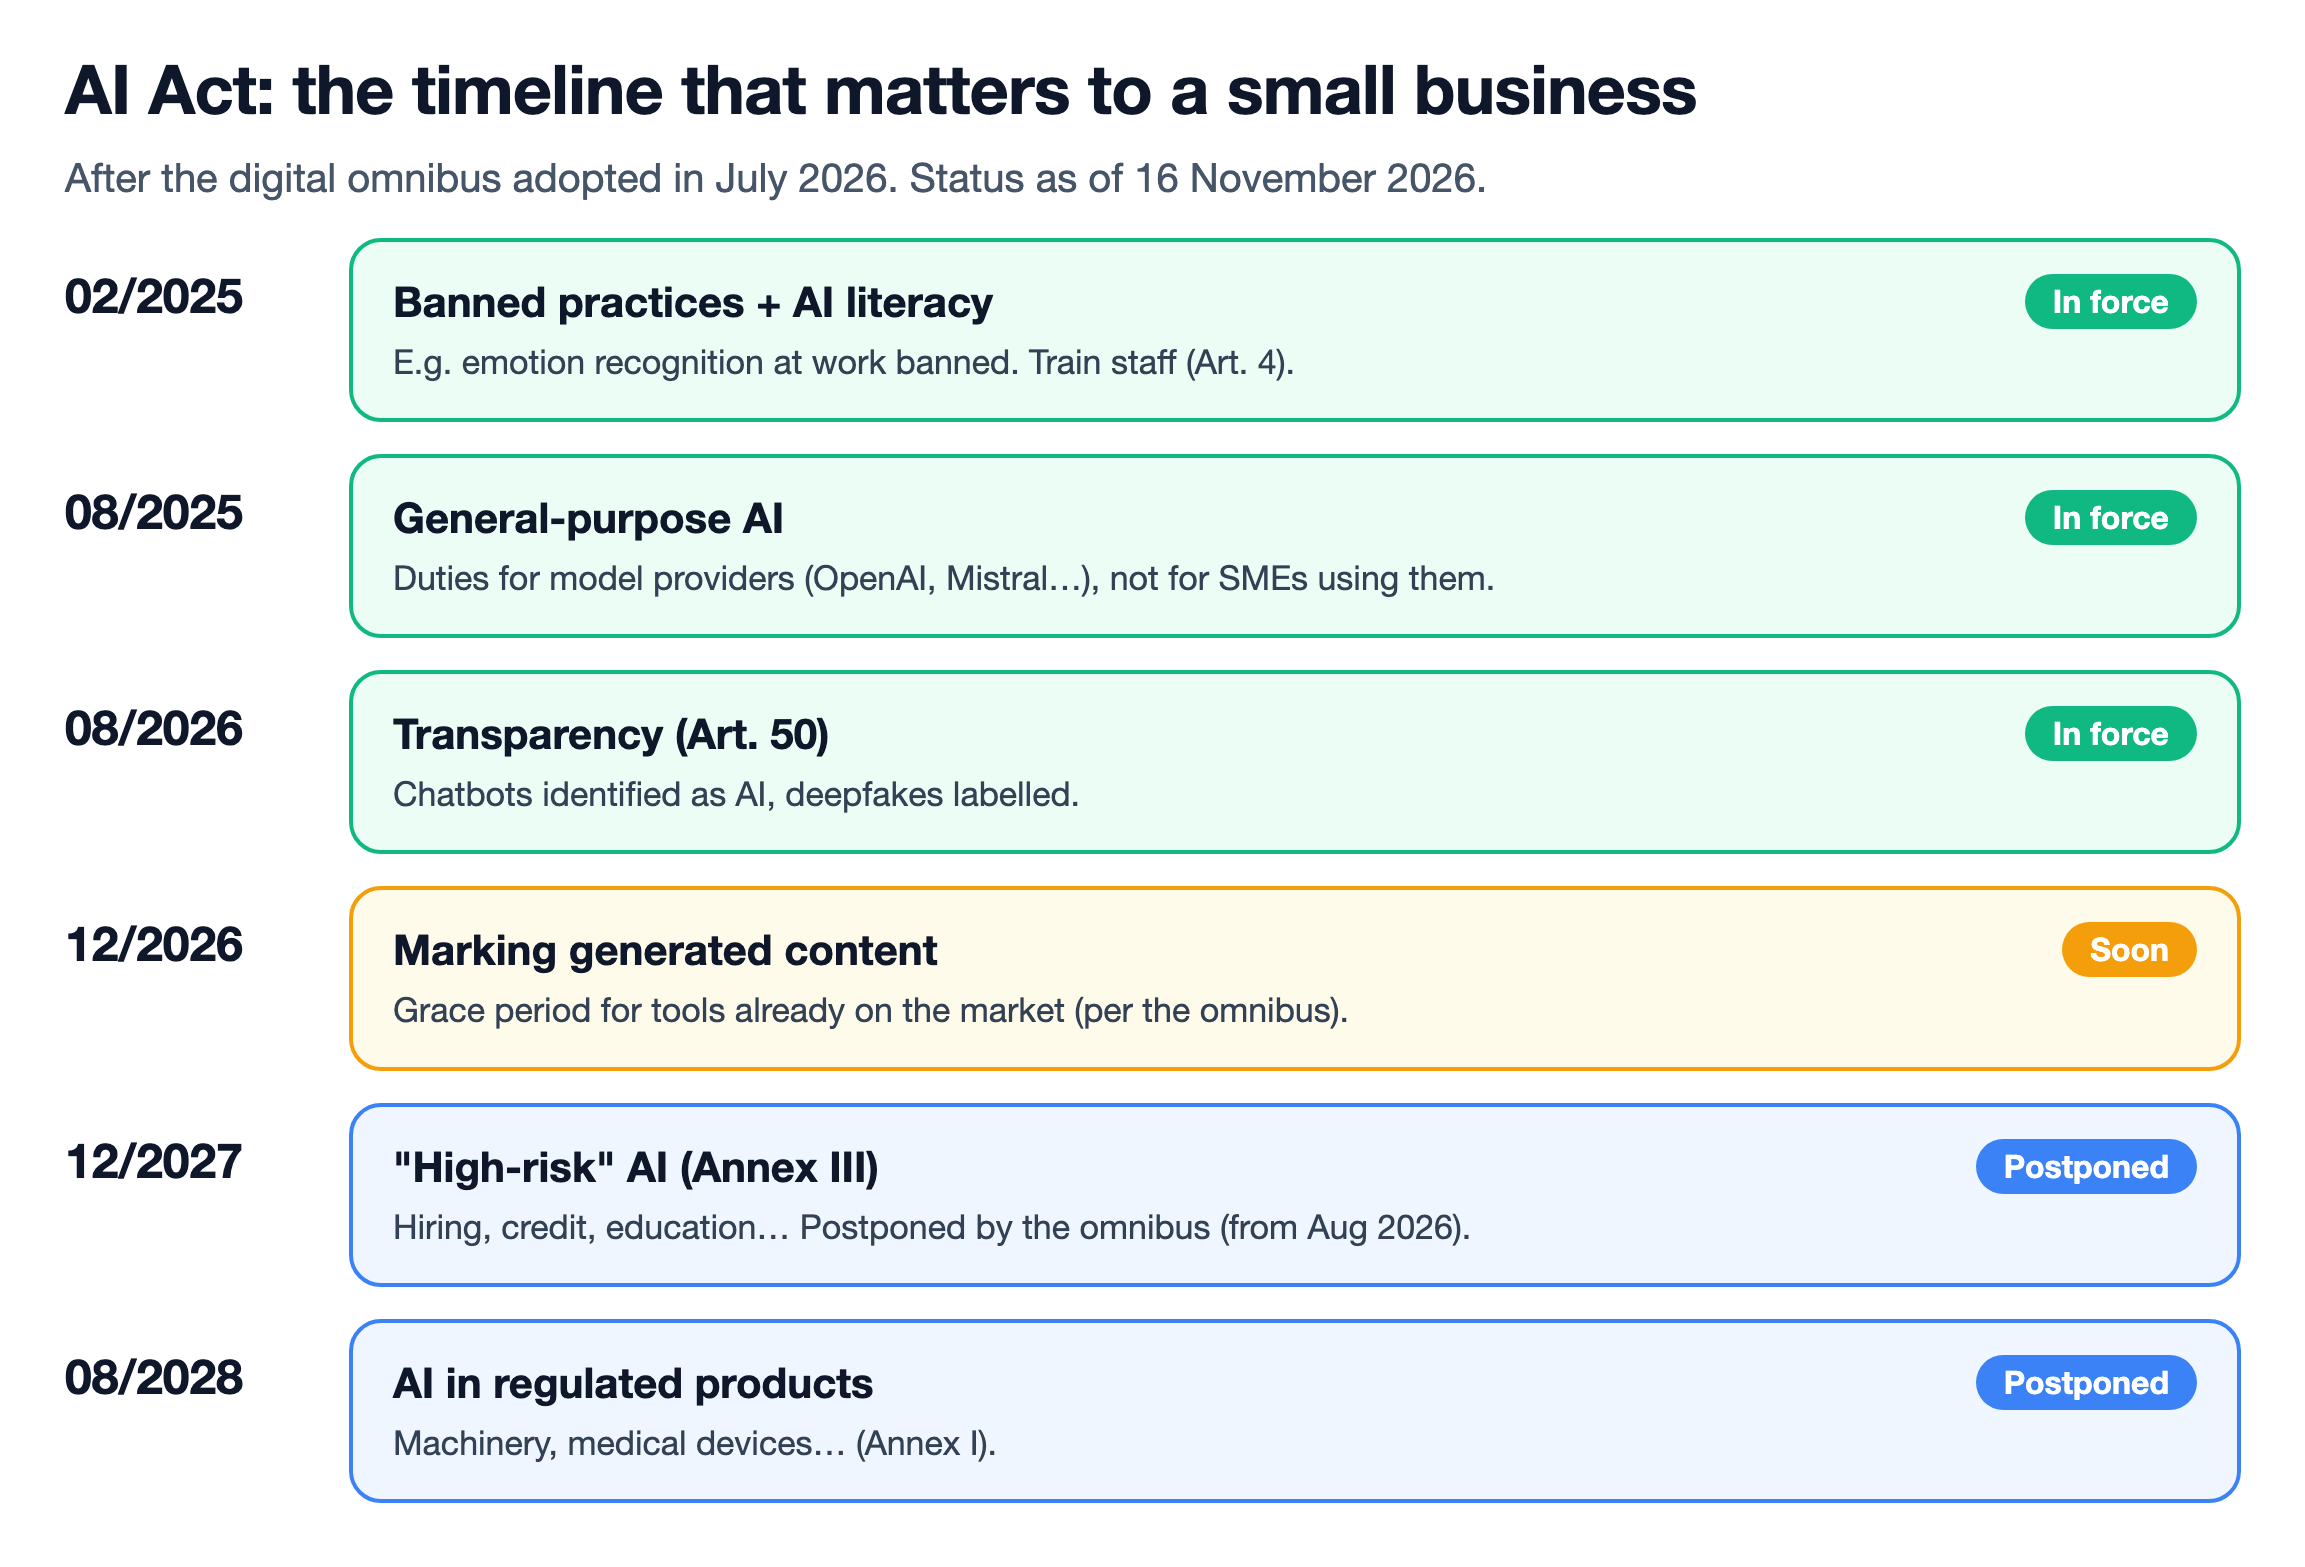 AI Act: the timeline that matters to a small business
After the digital omnibus adopted in July 2026. Status as of 16 November 2026.
02/2025
Banned practices + AI literacy
In force
E.g. emotion recognition at work banned. Train staff (Art. 4).
08/2025
General-purpose AI
In force
Duties for model providers (OpenAI, Mistral…), not for SMEs using them.
08/2026
Transparency (Art. 50)
In force
Chatbots identified as AI, deepfakes labelled.
12/2026
Marking generated content
Soon
Grace period for tools already on the market (per the omnibus).
12/2027
"High-risk" AI (Annex III)
Postponed
Hiring, credit, education… Postponed by the omnibus (from Aug 2026).
08/2028
AI in regulated products
Postponed
Machinery, medical devices… (Annex I).